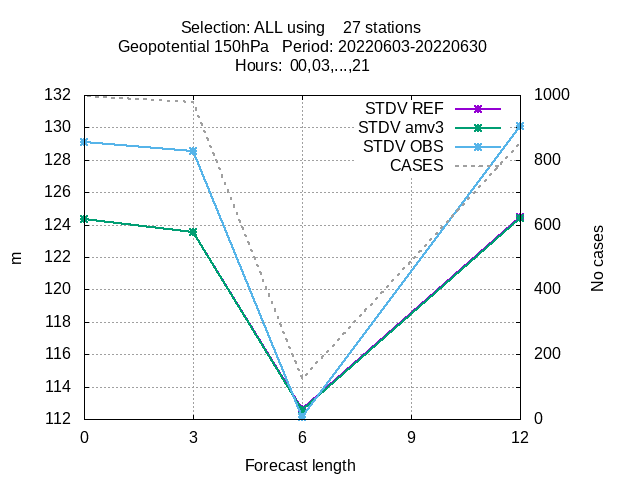 Selection: ALL using    27 stations
Geopotential 150hPa   Period: 20220603-20220630
Hours:  00,03,...,21
STDV REF
STDV amv3
STDV OBS
CASES
132
130
128
126
124
122
120
118
116
114
112
1000
800
600
400
200
0
m
No cases
0 3 6 9 12
Forecast length